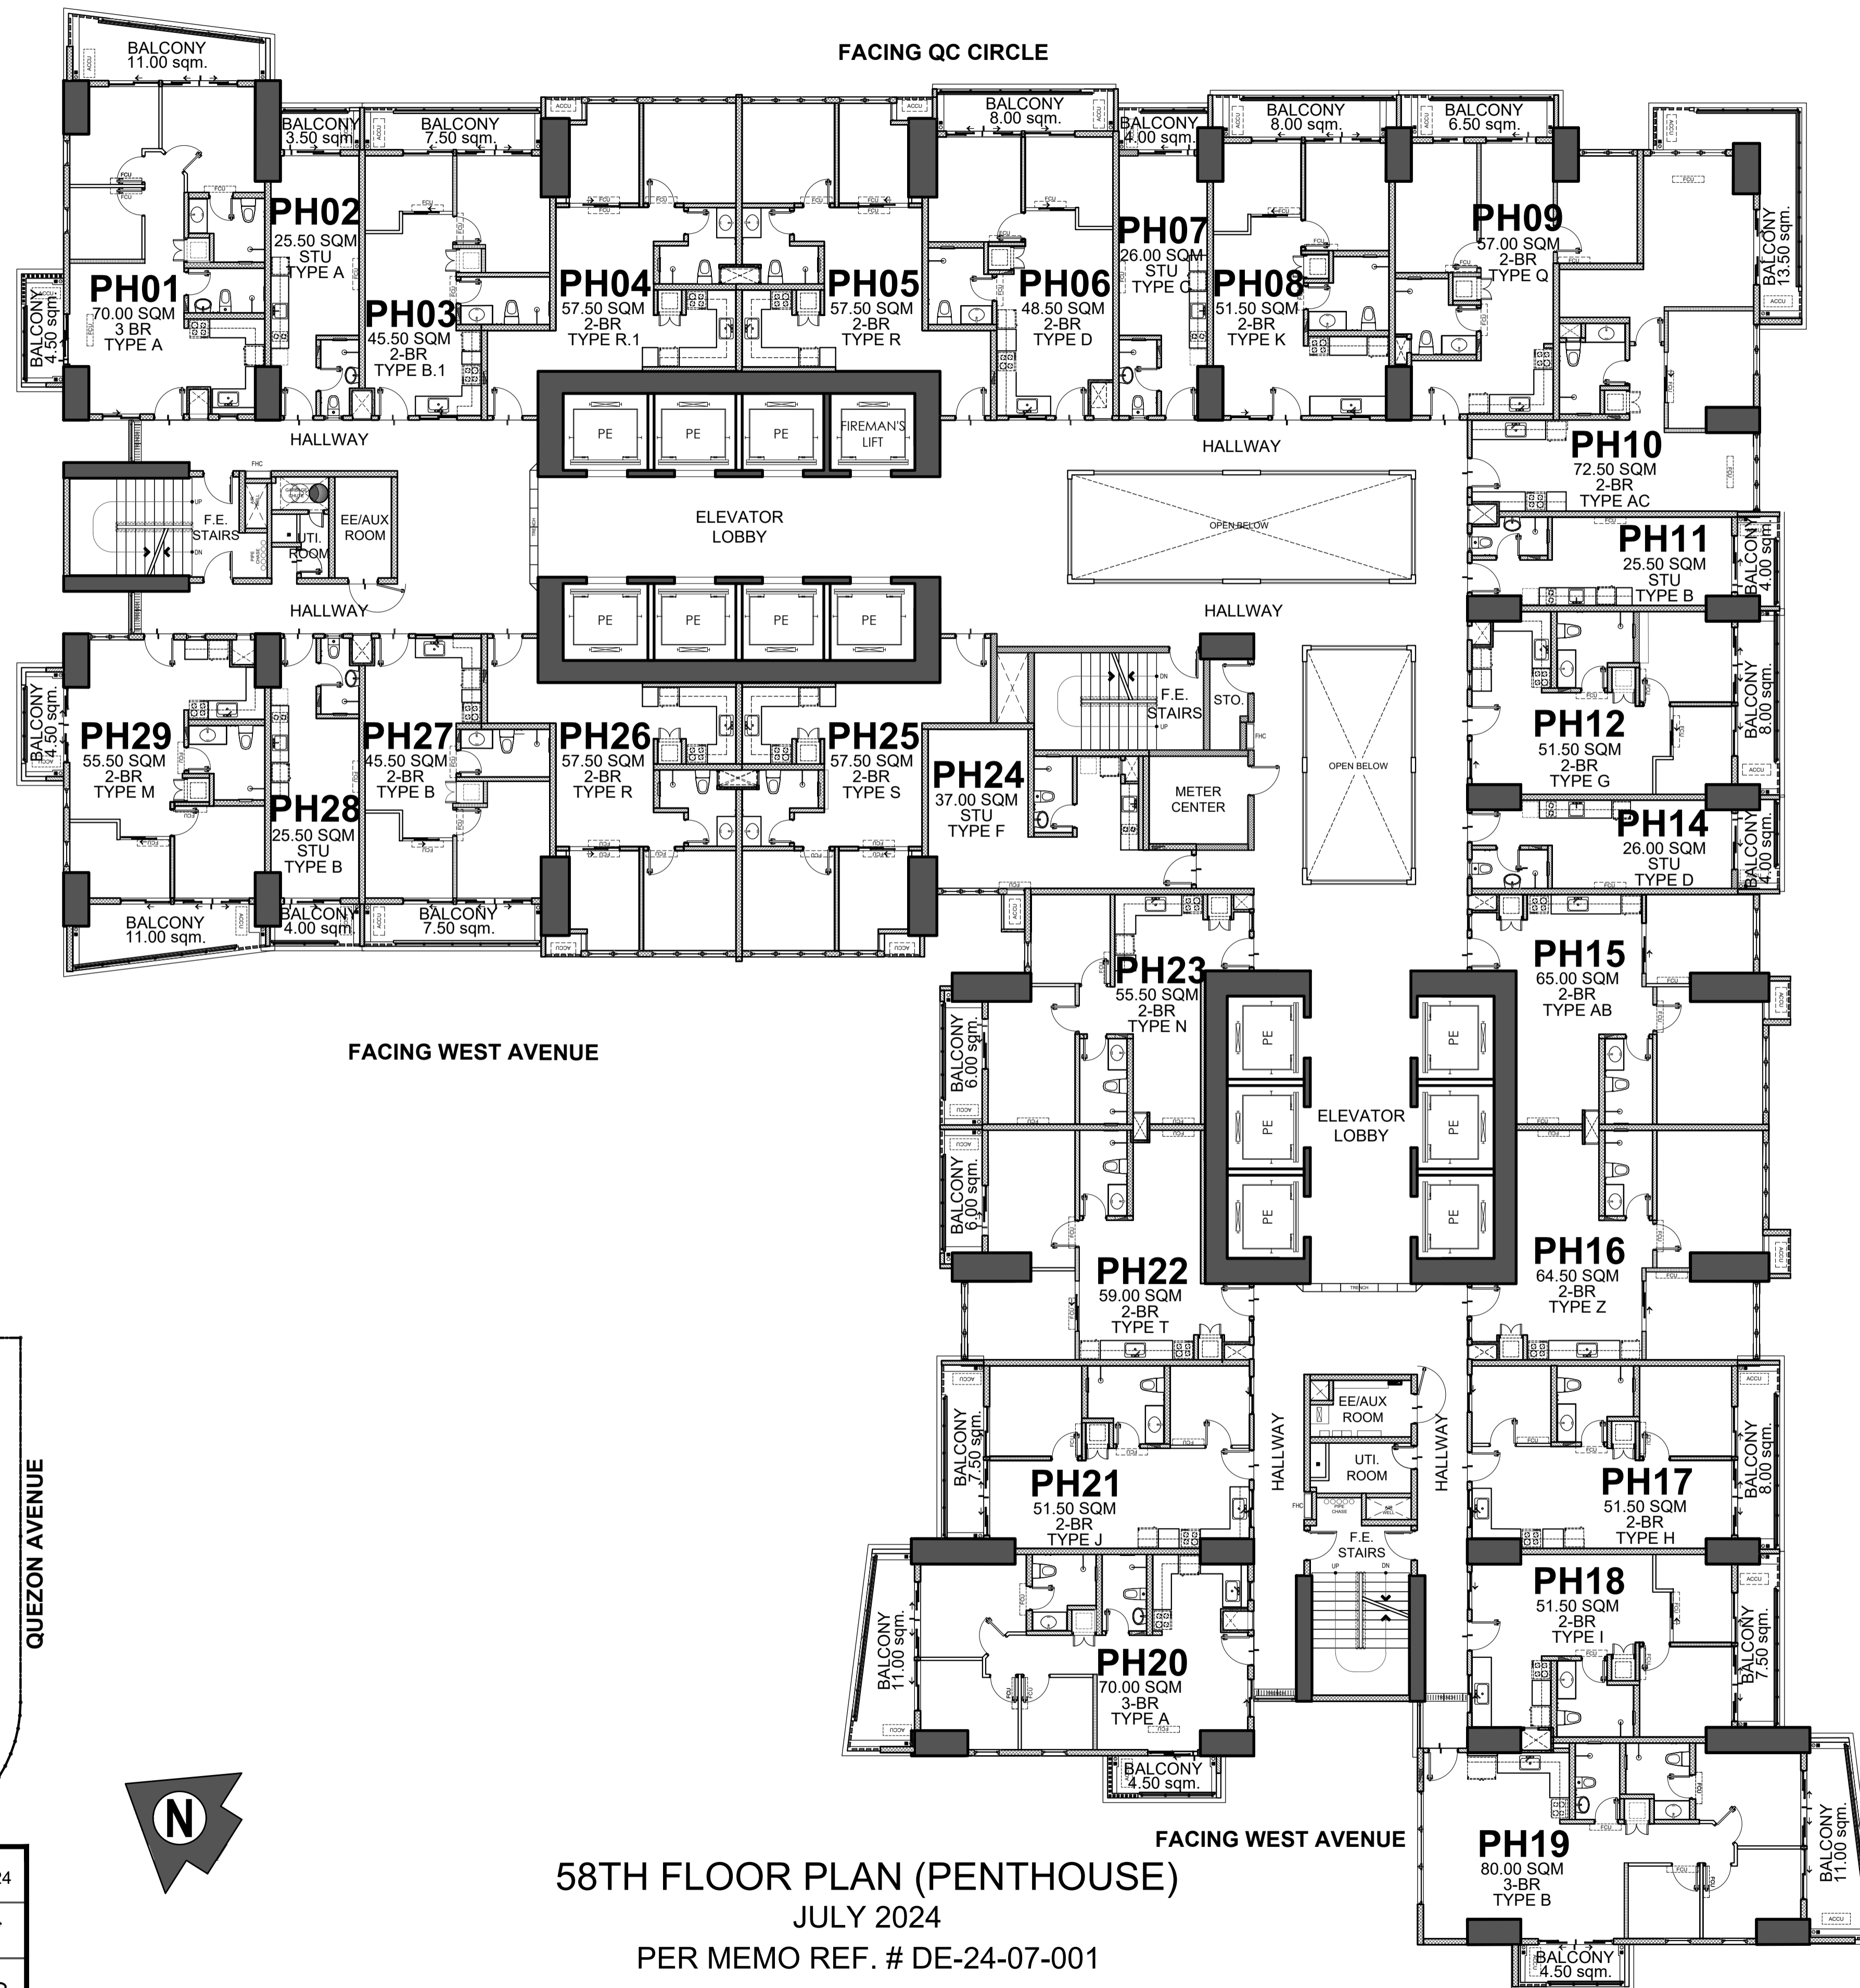 FACING QC CIRCLE
BALCONY
11.00 sqm.
BALCONY
3.50 sqm.
BALCONY
7.50 sqm.
BALCONY
8.00 sqm.
BALCONY
4.00 sqm.
BALCONY
8.00 sqm.
BALCONY
6.50 sqm.
BALCONY
13.50 sqm.
BALCONY
4.50 sqm.
PH01
70.00 SQM
3 BR
TYPE A
PH02
25.50 SQM
STU
TYPE A
PH03
45.50 SQM
2-BR
TYPE B.1
PH04
57.50 SQM
2-BR
TYPE R.1
PH05
57.50 SQM
2-BR
TYPE R
PH06
48.50 SQM
2-BR
TYPE D
PH07
26.00 SQM
STU
TYPE C
PH08
51.50 SQM
2-BR
TYPE K
PH09
57.00 SQM
2-BR
TYPE Q
PH10
72.50 SQM
2-BR
TYPE AC
HALLWAY
PE
PE
PE
FIREMAN'S
LIFT
HALLWAY
FHC
UP
F.E.
STAIRS
DN
PIPE
CHASE
UTI.
ROOM
EE/AUX
ROOM
TRENCH
ELEVATOR
LOBBY
OPEN BELOW
HALLWAY
HALLWAY
PE
PE
PE
PE
PH11
25.50 SQM
STU
TYPE B
BALCONY
4.00 sqm.
PH12
51.50 SQM
2-BR
TYPE G
BALCONY
8.00 sqm.
PH14
26.00 SQM
STU
TYPE D
BALCONY
4.00 sqm.
DN
F.E.
STAIRS
UP
STO.
FHC
OPEN BELOW
METER
CENTER
BALCONY
4.50 sqm.
PH29
55.50 SQM
2-BR
TYPE M
PH28
25.50 SQM
STU
TYPE B
PH27
45.50 SQM
2-BR
TYPE B
PH26
57.50 SQM
2-BR
TYPE R
PH25
57.50 SQM
2-BR
TYPE S
PH24
37.00 SQM
STU
TYPE F
BALCONY
11.00 sqm.
BALCONY
4.00 sqm.
BALCONY
7.50 sqm.
FACING WEST AVENUE
PH23
55.50 SQM
2-BR
TYPE N
BALCONY
6.00 sqm.
PH15
65.00 SQM
2-BR
TYPE AB
PE
PE
PE
PE
PE
PE
ELEVATOR
LOBBY
TRENCH
BALCONY
6.00 sqm.
PH22
59.00 SQM
2-BR
TYPE T
PH16
64.50 SQM
2-BR
TYPE Z
BALCONY
7.50 sqm.
PH21
51.50 SQM
2-BR
TYPE J
HALLWAY
EE/AUX
ROOM
UTI.
ROOM
FHC
PIPE
CHASE
F.E.
STAIRS
UP
DN
HALLWAY
PH17
51.50 SQM
2-BR
TYPE H
BALCONY
8.00 sqm.
PH18
51.50 SQM
2-BR
TYPE I
BALCONY
7.50 sqm.
BALCONY
11.00 sqm.
PH20
70.00 SQM
3-BR
TYPE A
BALCONY
4.50 sqm.
FACING WEST AVENUE
PH19
80.00 SQM
3-BR
TYPE B
BALCONY
11.00 sqm.
BALCONY
4.50 sqm.
QUEZON AVENUE
N
58TH FLOOR PLAN (PENTHOUSE)
JULY 2024
PER MEMO REF. # DE-24-07-001